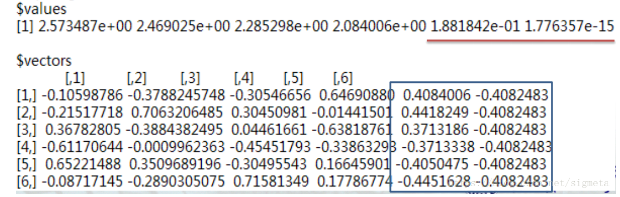 $values
[1] 2.573487e+00 2.469025e+00 2.285298e+00 2.084006e+00 1.881842e-01 1.776357e-15
$vectors
[,1] [,2] [,3] [,4] [,5] [,6]
[1,] -0.10598786 -0.3788245748 -0.30546656 0.64690880 0.4084006 -0.4082483
[2,] -0.21517718 0.7063206485 0.30450981 -0.01441501 0.4418249 -0.4082483
[3,] 0.36782805 -0.3884382495 0.04461661 -0.63818761 0.3713186 -0.4082483
[4,] -0.61170644 -0.0009962363 -0.45451793 -0.33863293 -0.3713338 -0.4082483
[5,] 0.65221488 0.3509689196 -0.30495543 0.16645901 -0.4050475 -0.4082483
[6,] -0.08717145 -0.2890305075 0.71581349 0.17786774 -0.4451628 -0.4082483